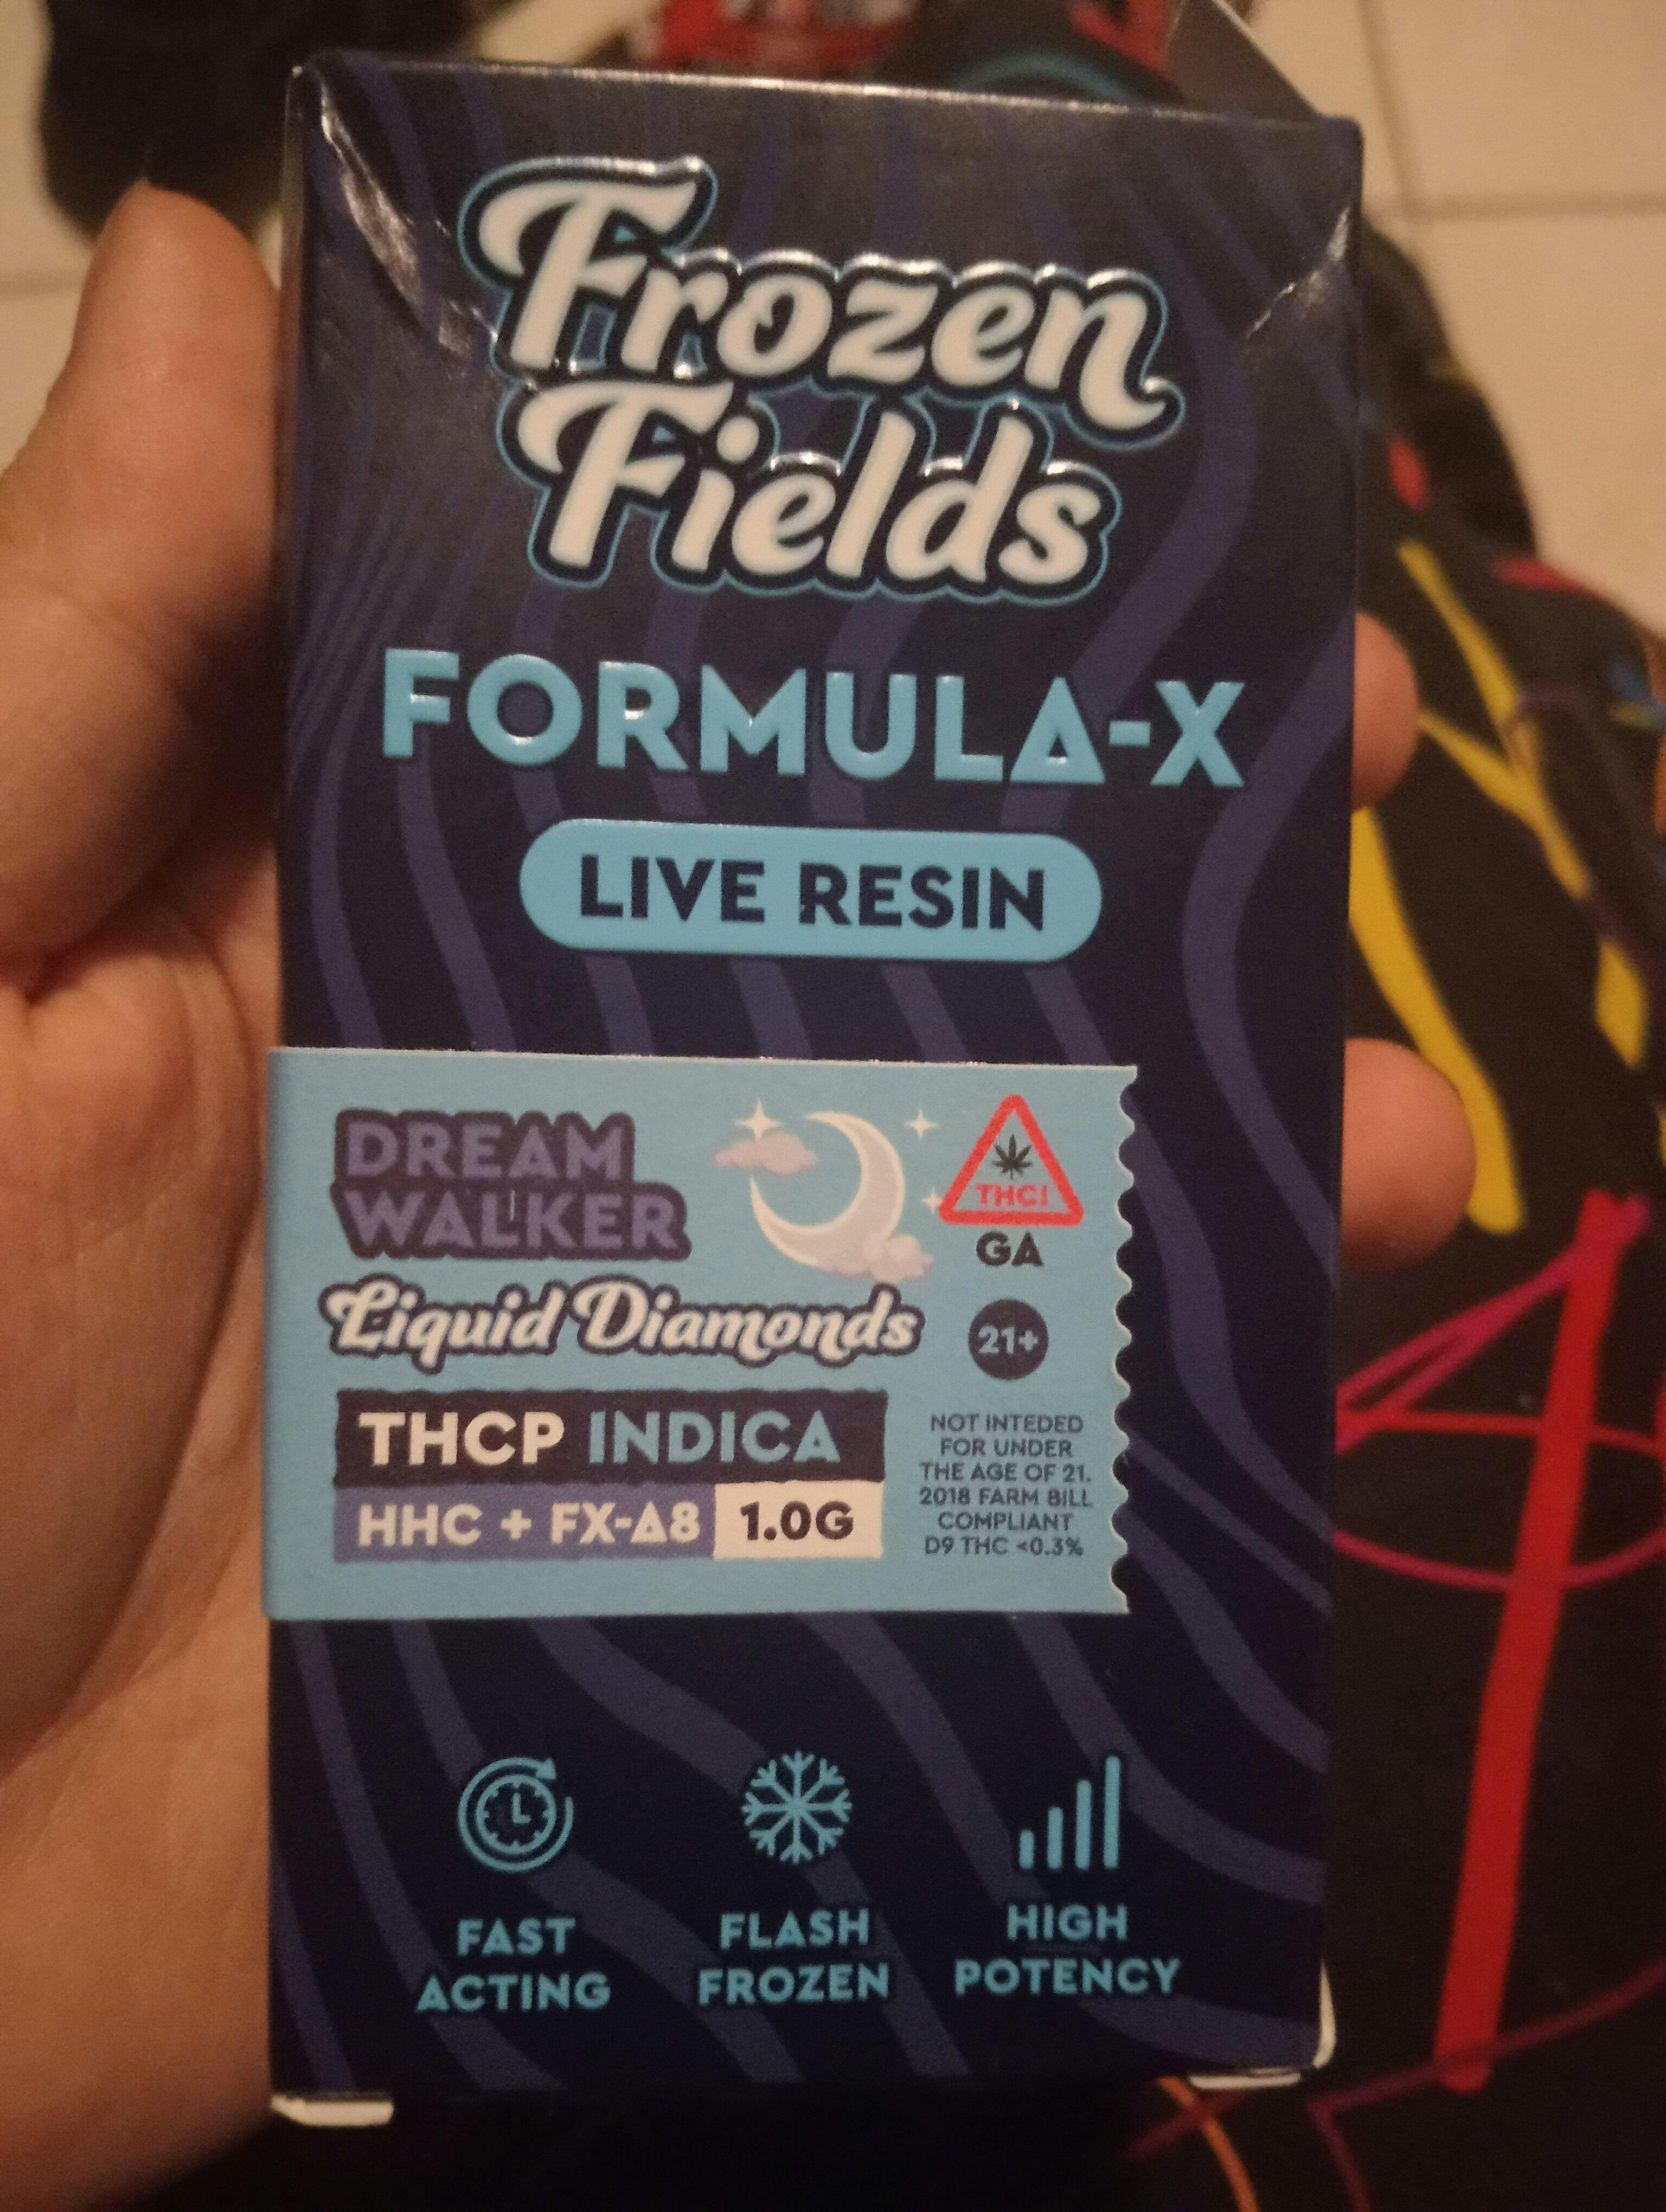 Frozen
Fields
FORMULA-X
LIVE RESIN
DREAM
WALKER
Liquid Diamonds
THCP INDICA
HHC + FX-Δ8 1.0G
THC!
GA
21+
NOT INTEDED
FOR UNDER
THE AGE OF 21.
2018 FARM BILL
COMPLIANT
D9 THC <0.3%
FAST
ACTING
FLASH
FROZEN
HIGH
POTENCY